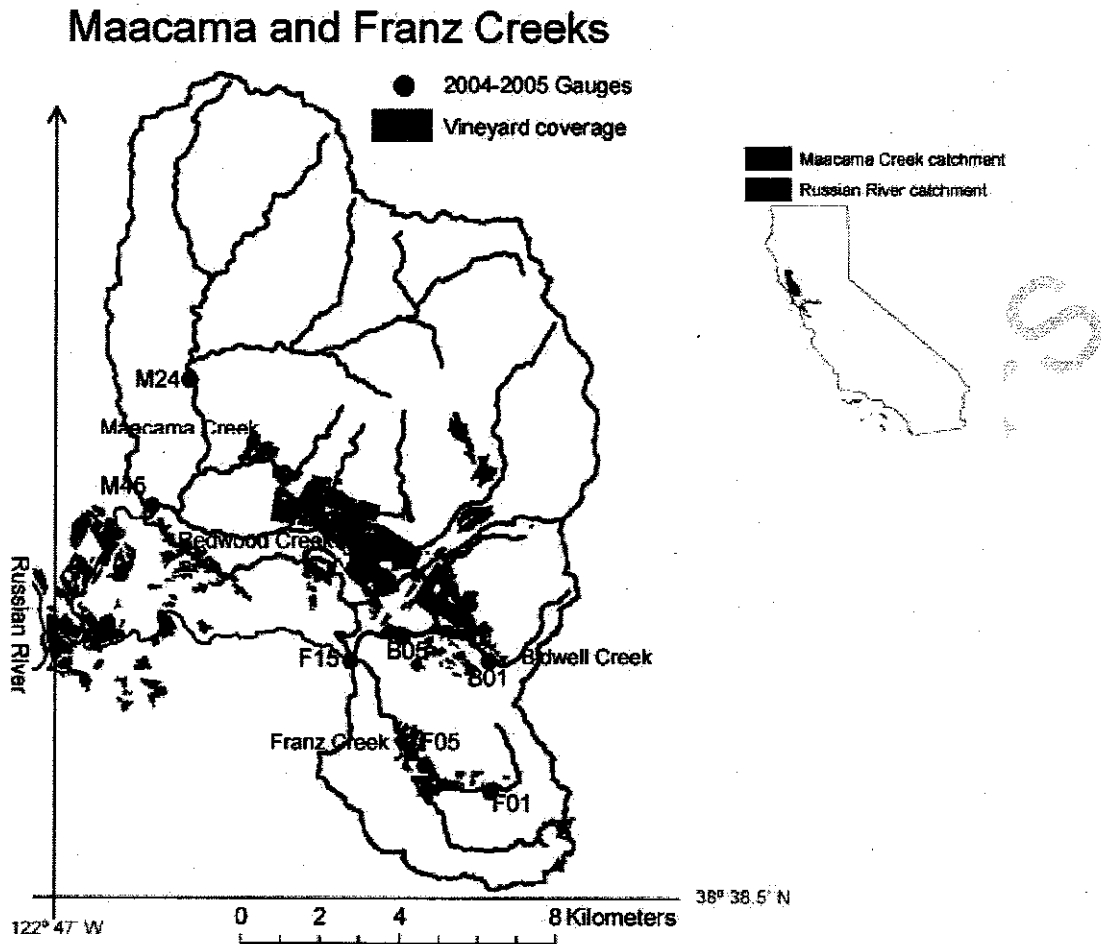 Maacama and Franz Creeks
2004-2005 Gauges
Vineyard coverage
Maacama Creek catchment
Russian River catchment
M24
Maacama Creek
M46
Redwood Creek
Russian River
F15
B05
B01
Bidwell Creek
Franz Creek
F05
F01
38º 38.5' N
122º 47' W
0 2 4 8 Kilometers